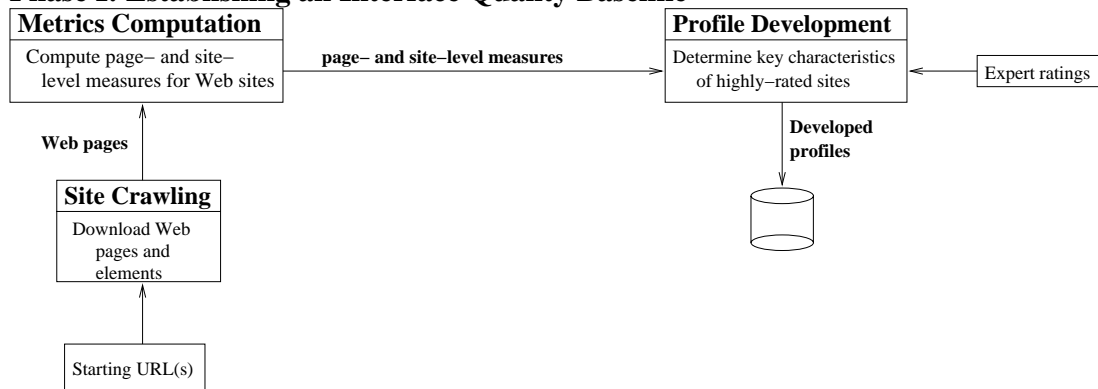 Phase I: Establishing an Interface Quality Baseline
Metrics Computation
Compute page− and site−
level measures for Web sites
page− and site−level measures
Profile Development
Determine key characteristics
of highly−rated sites
Expert ratings
Web pages
Developed
profiles
Site Crawling
Download Web
pages and
elements
Starting URL(s)